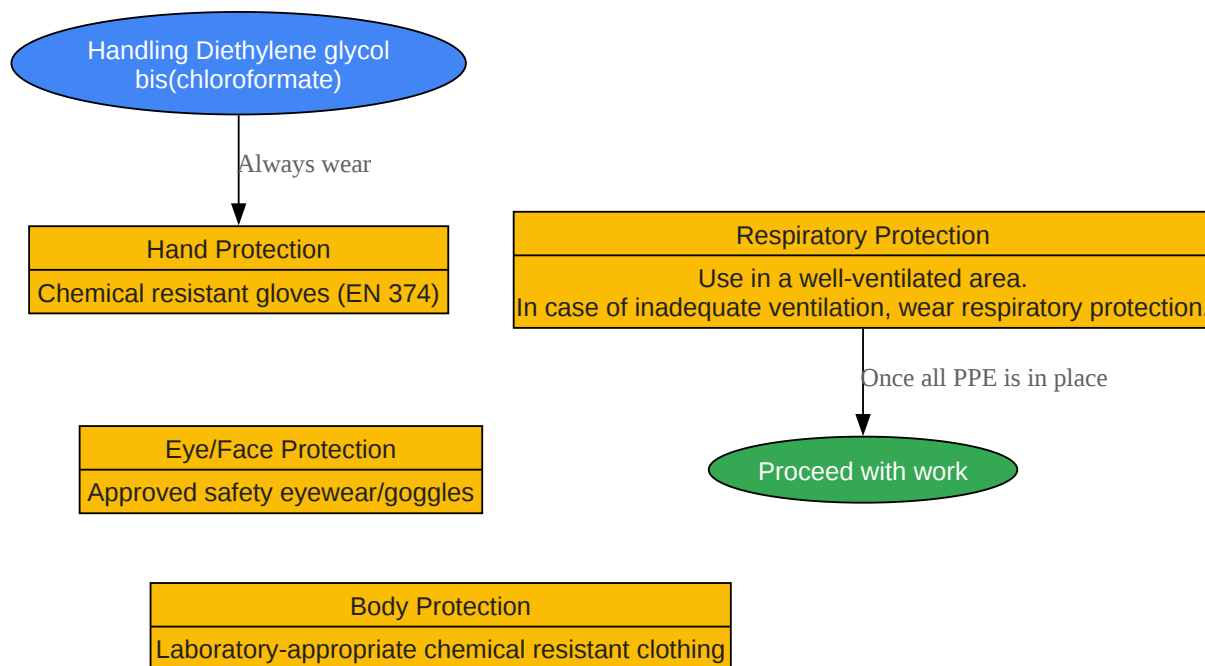 Handling Diethylene glycol
bis(chloroformate)
Always wear
Hand Protection
Chemical resistant gloves (EN 374)
Respiratory Protection
Use in a well-ventilated area.
In case of inadequate ventilation, wear respiratory protection.
Once all PPE is in place
Eye/Face Protection
Approved safety eyewear/goggles
Proceed with work
Body Protection
Laboratory-appropriate chemical resistant clothing